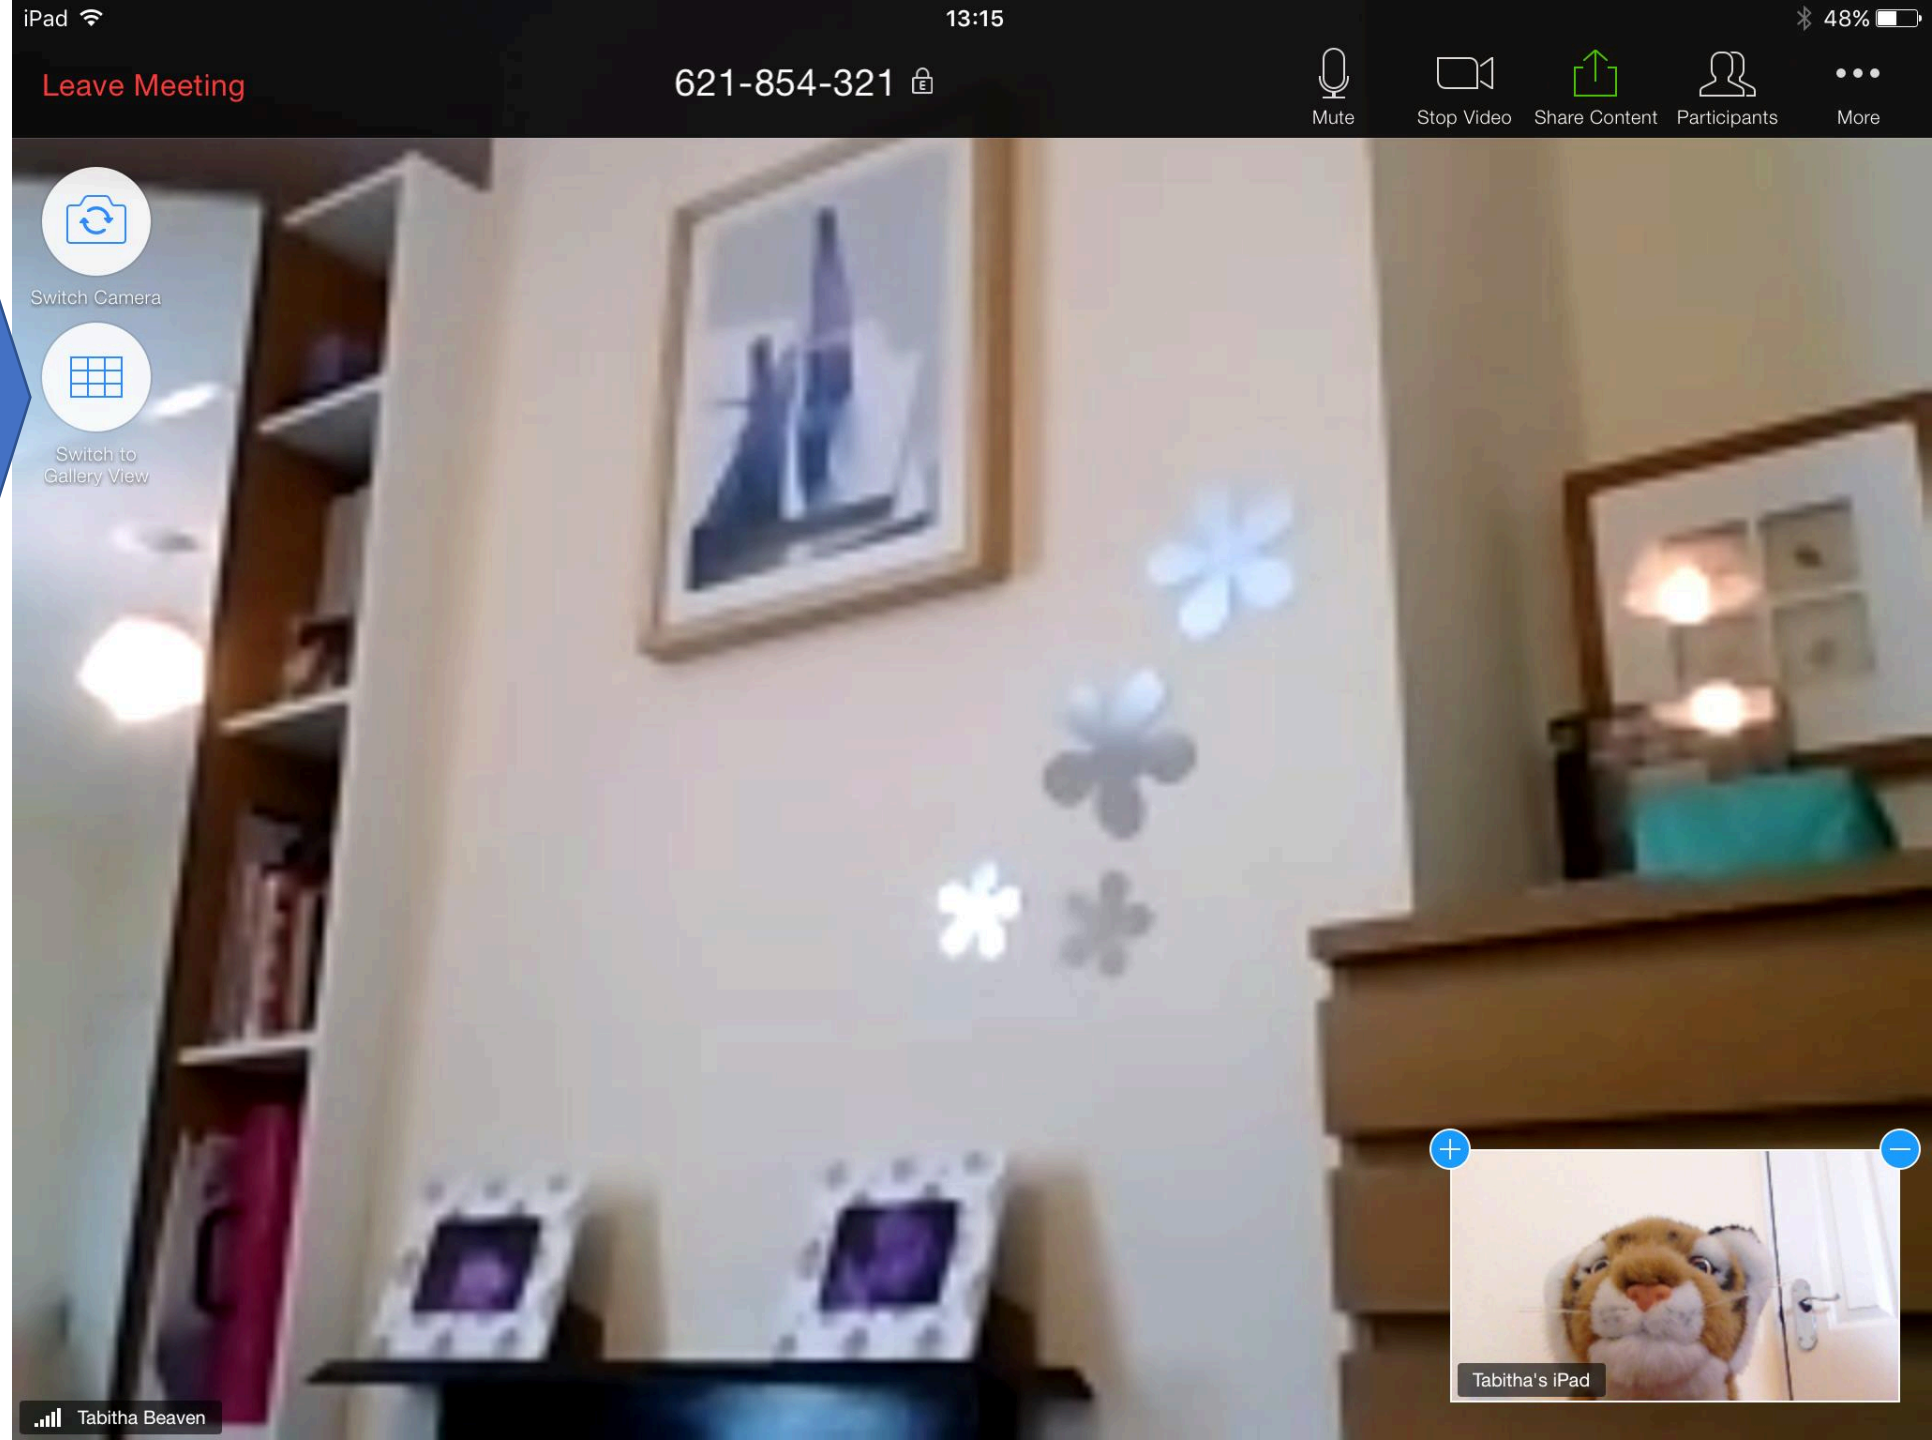 iPad
13:15
48%
Leave Meeting
621-854-321
Mute
Stop Video
Share Content
Participants
More
Switch Camera
Switch to
Gallery View
Tabitha's iPad
Tabitha Beaven